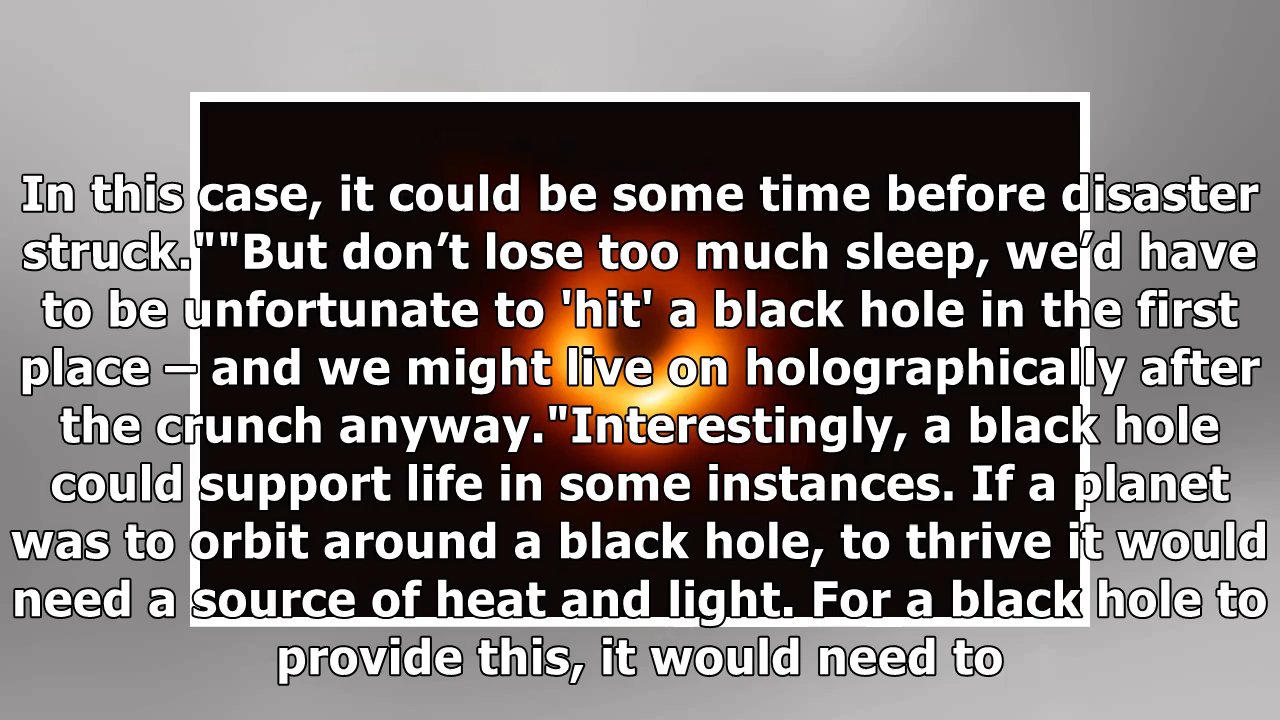 In this case, it could be some time before disaster
struck.""But don’t lose too much sleep, we’d have
to be unfortunate to 'hit' a black hole in the first
place – and we might live on holographically after
the crunch anyway."Interestingly, a black hole
could support life in some instances. If a planet
was to orbit around a black hole, to thrive it would
need a source of heat and light. For a black hole to
provide this, it would need to